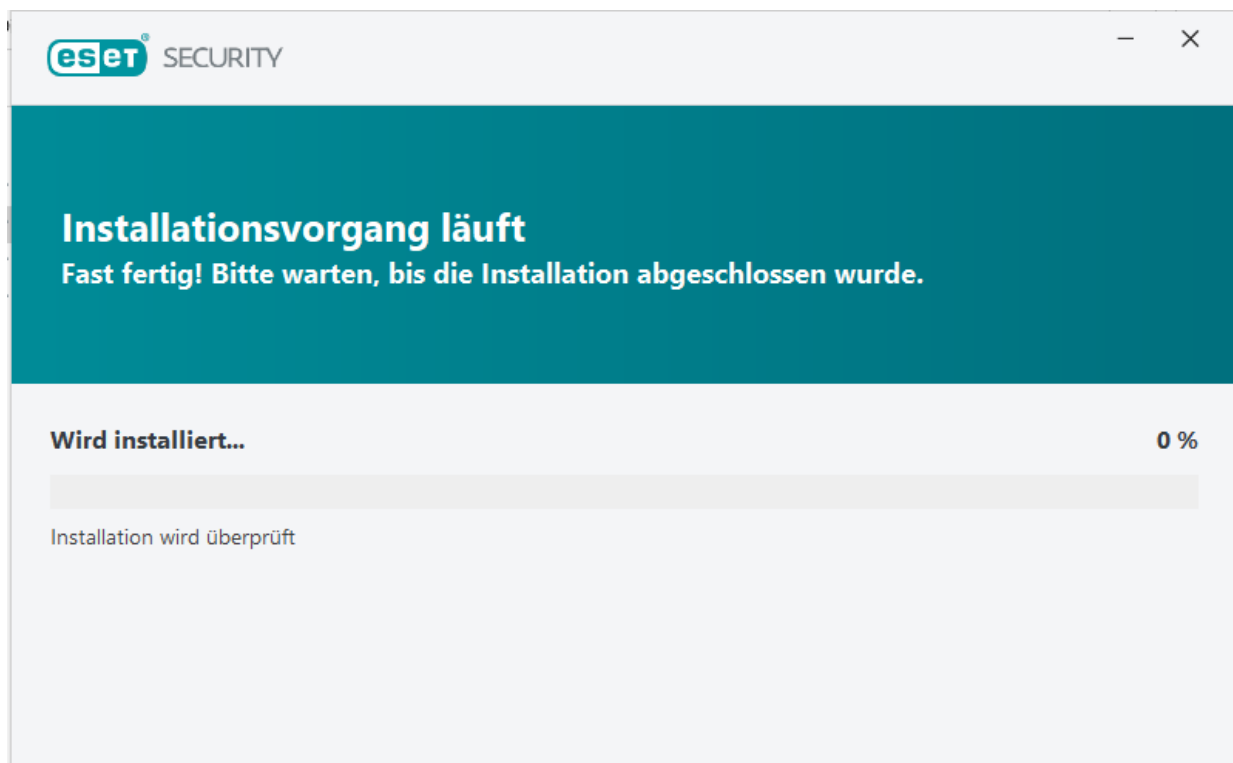 eset® SECURITY
Installationsvorgang läuft
Fast fertig! Bitte warten, bis die Installation abgeschlossen wurde.
Wird installiert... 0 %
Installation wird überprüft